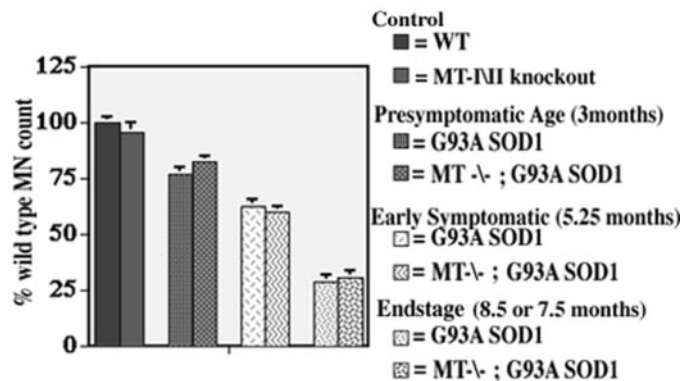 % wild type MN count
125
100
75
50
25
0
Control
= WT
= MT-I\II knockout
Presymptomatic Age (3months)
= G93A SOD1
= MT -\- ; G93A SOD1
Early Symptomatic (5.25 months)
= G93A SOD1
= MT-\- ; G93A SOD1
Endstage (8.5 or 7.5 months)
= G93A SOD1
= MT-\- ; G93A SOD1